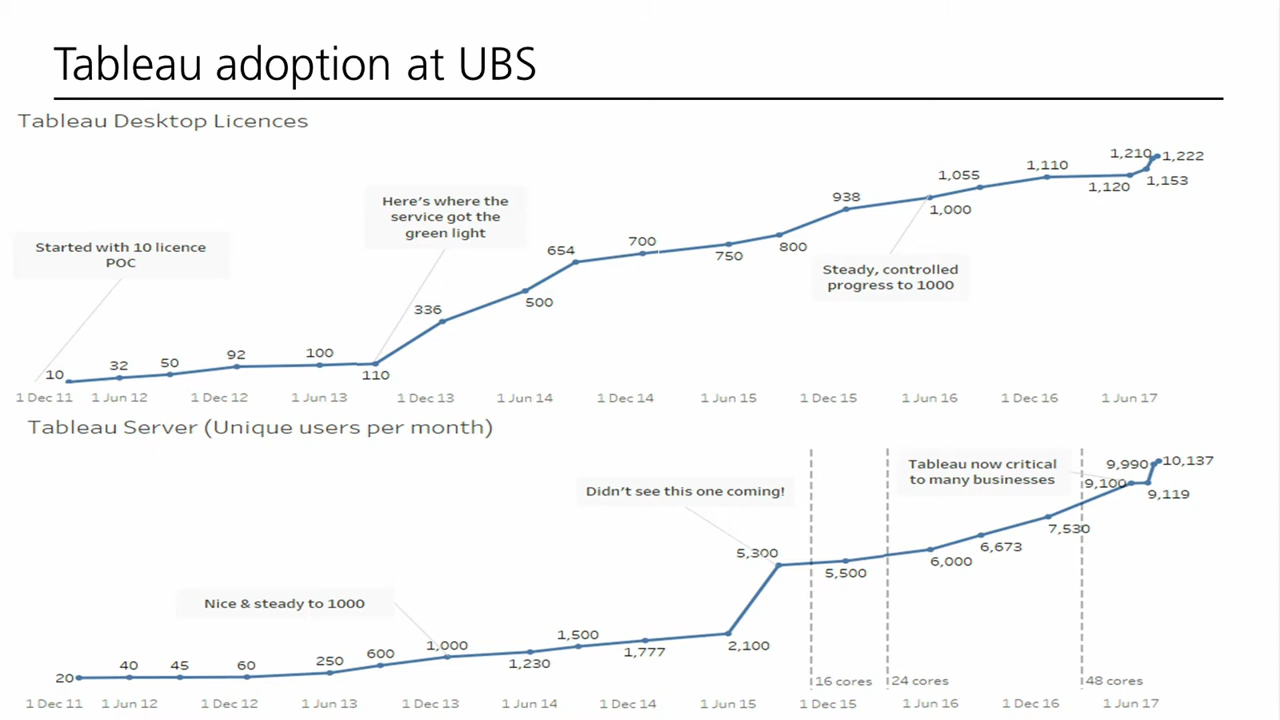 Tableau adoption at UBS
Tableau Desktop Licences
1,210
1,222
1,110
1,055
1,153
1,120
938
Here's where the
service got the
green light
1,000
Started with 10 licence
POC
654
700
750
800
Steady, controlled
progress to 1000
336
500
10
32
50
92
100
110
1 Dec 11
1 Jun 12
1 Dec 12
1 Jun 13
1 Dec 13
1 Jun 14
1 Dec 14
1 Jun 15
1 Dec 15
1 Jun 16
1 Dec 16
1 Jun 17
Tableau Server (Unique users per month)
Tableau now critical
to many businesses
9,990
10,137
9,100
9,119
Didn't see this one coming!
7,530
5,300
5,500
6,000
6,673
Nice & steady to 1000
20
40
45
60
250
600
1,000
1,230
1,500
1,777
2,100
16 cores
24 cores
48 cores
1 Dec 11
1 Jun 12
1 Dec 12
1 Jun 13
1 Dec 13
1 Jun 14
1 Dec 14
1 Jun 15
1 Dec 15
1 Jun 16
1 Dec 16
1 Jun 17